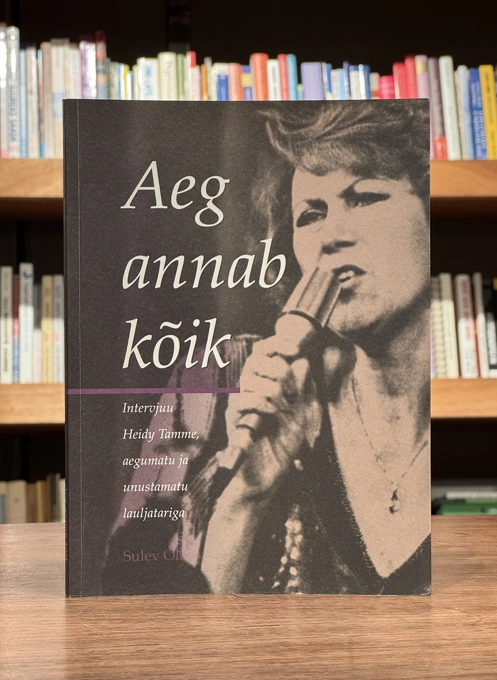 Aeg
annab
kõik
Intervjuu
Heidy Tamme,
aegumatu ja
unustamatu
lauljatariga
Sulev